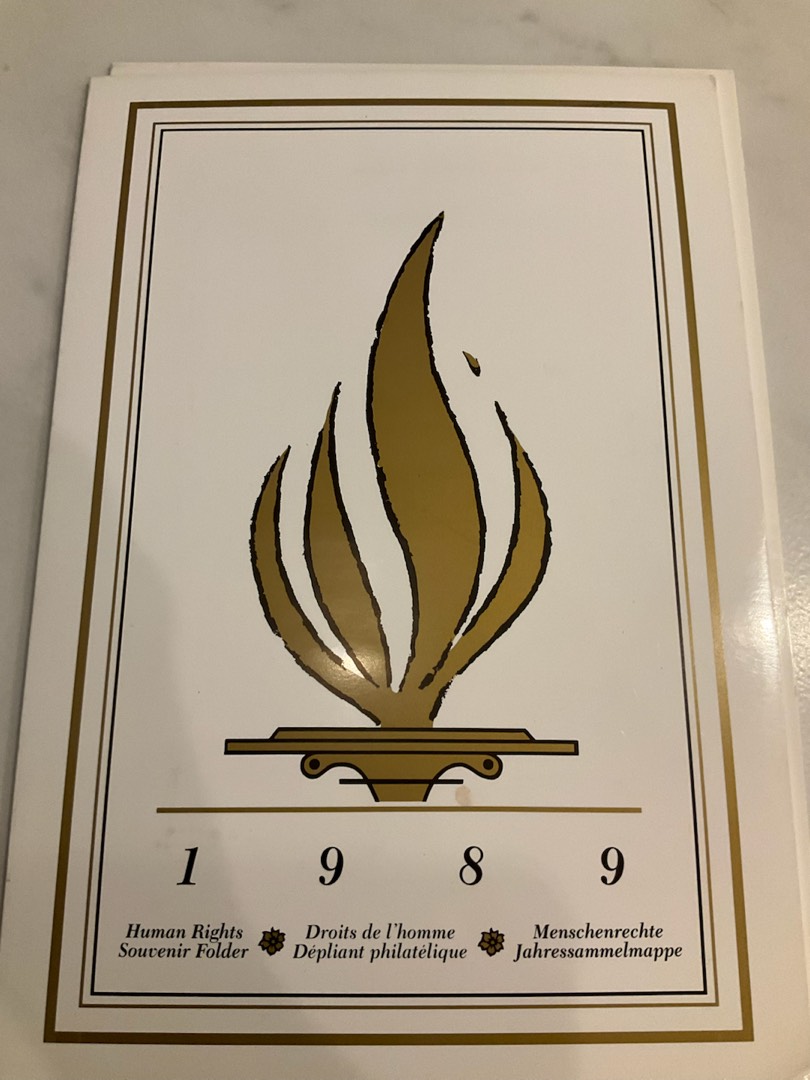 1 9 8 9
Human Rights
Souvenir Folder
Droits de l'homme
Dépliant philatélique
Menschenrechte
Jahressammelmappe